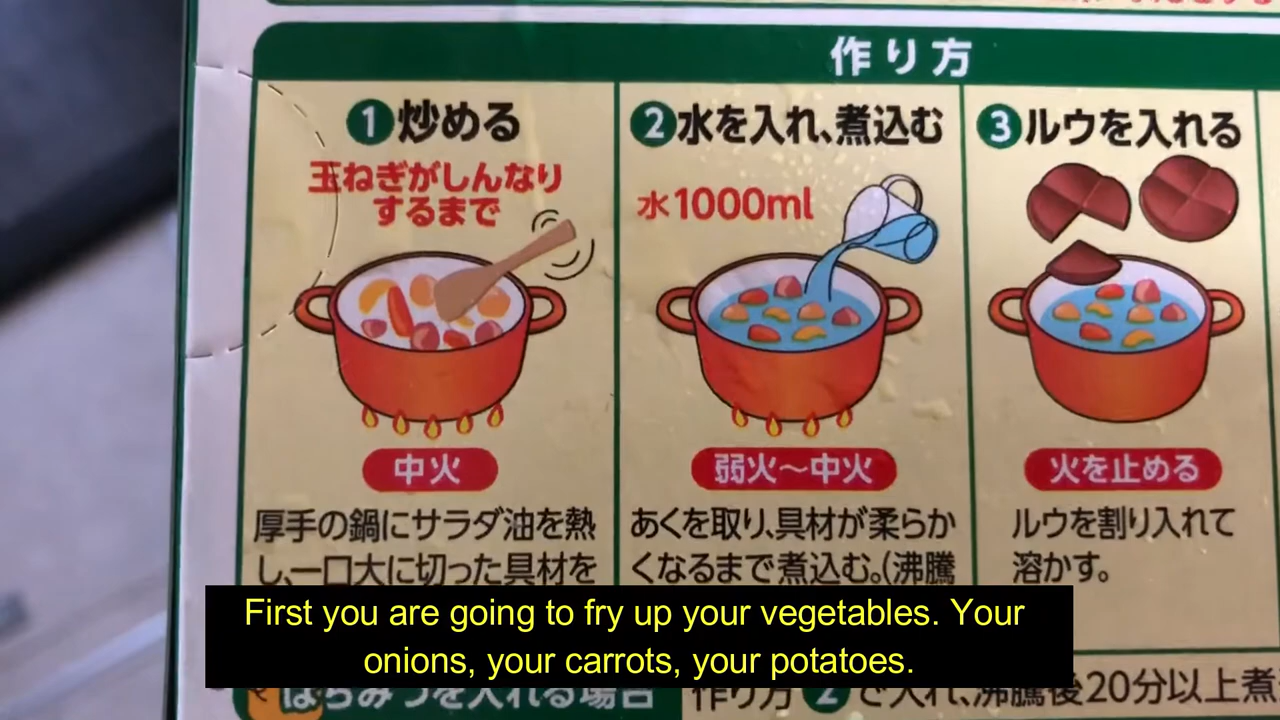 作り方
1 炒める
玉ねぎがしんなり
するまで
中火
厚手の鍋にサラダ油を熱
し、一口大に切った具材を
2 水を入れ、煮込む
水1000ml
弱火〜中火
あくを取り、具材が柔らか
くなるまで煮込む。(沸騰
3 ルウを入れる
火を止める
ルウを割り入れて
溶かす。
First you are going to fry up your vegetables. Your
onions, your carrots, your potatoes.
はちみつを入れる場合
作り方 2 で入れ、沸騰後20分以上煮